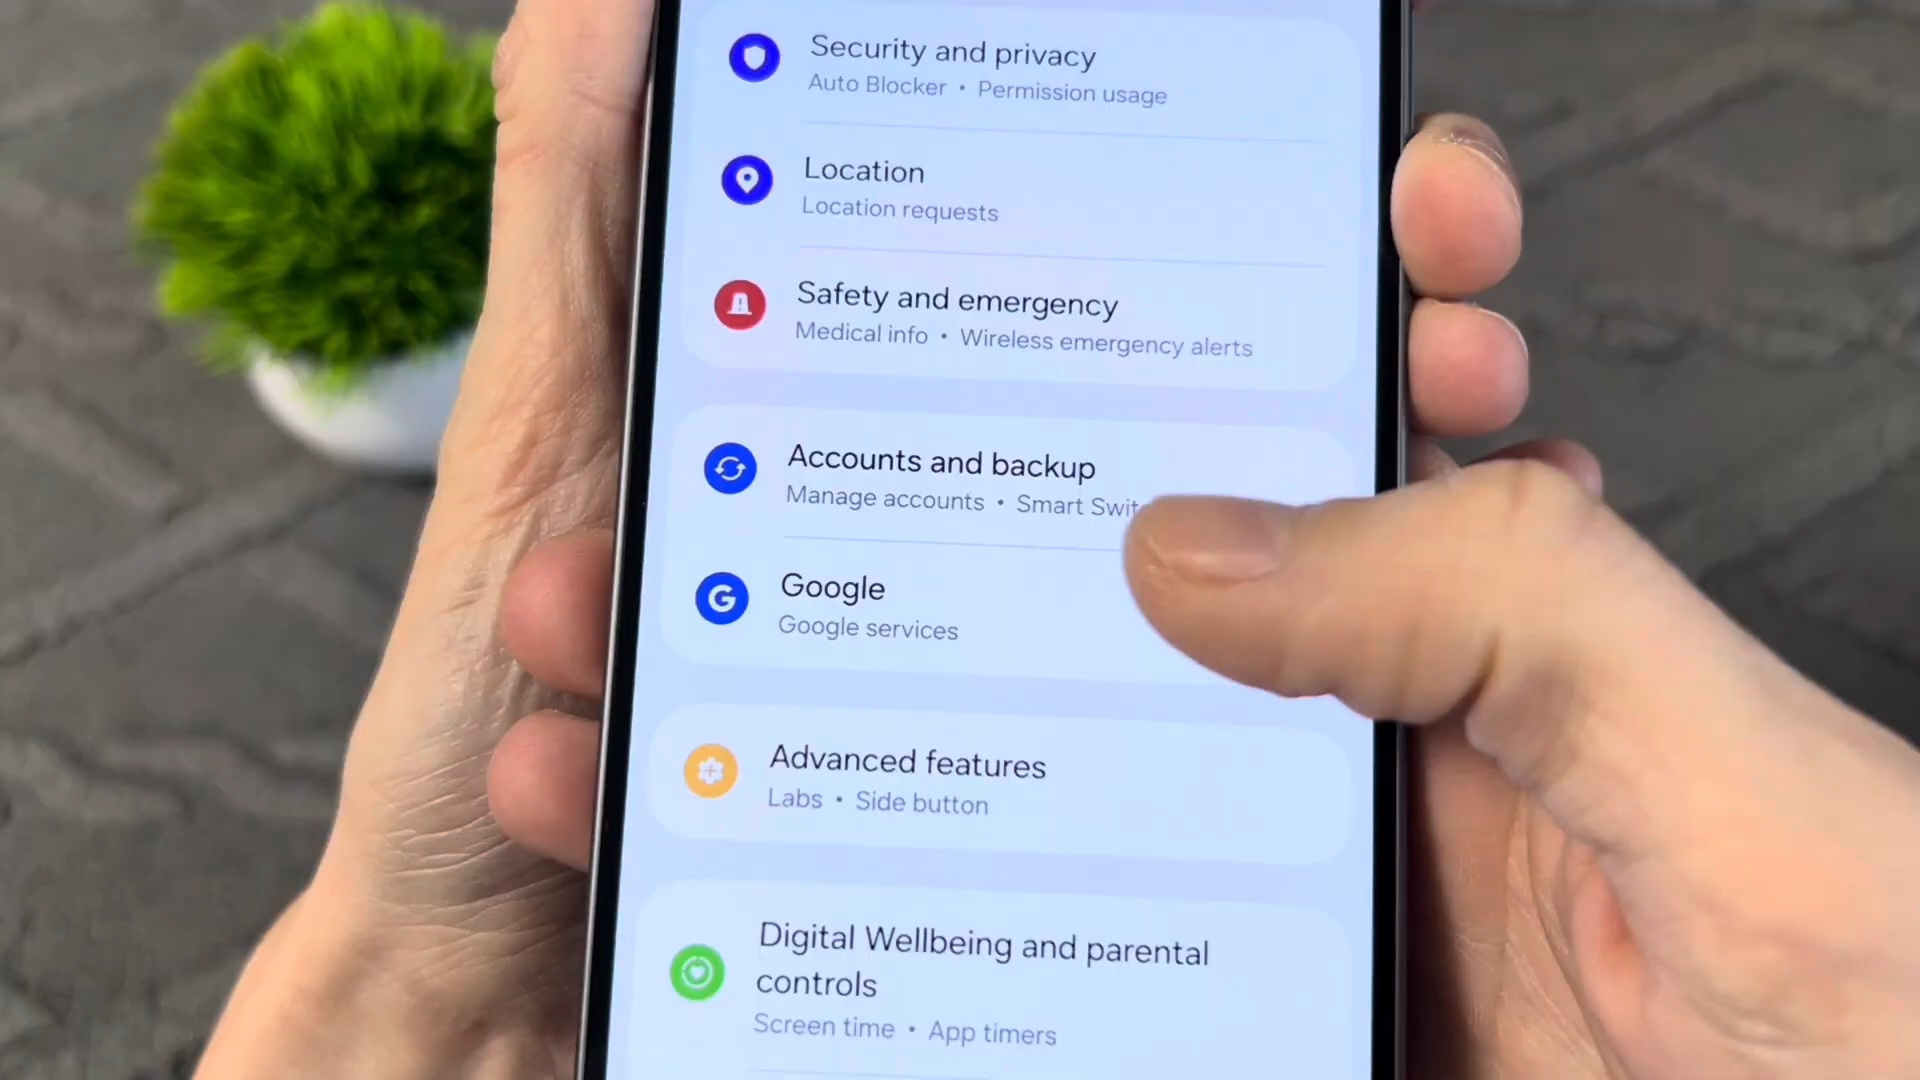 Security and privacy
Auto Blocker • Permission usage
Location
Location requests
Safety and emergency
Medical info • Wireless emergency alerts
Accounts and backup
Manage accounts • Smart
Google
Google services
Advanced features
Labs • Side button
Digital Wellbeing and parental
controls
Screen time • App timers